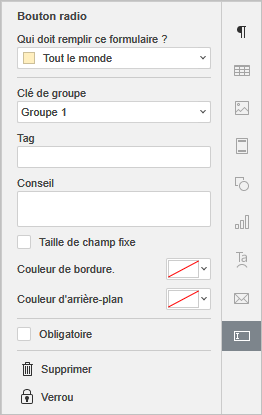 Bouton radio
Qui doit remplir ce formulaire ?
Tout le monde
Clé de groupe
Groupe 1
Tag
Conseil
Taille de champ fixe
Couleur de bordure.
Couleur d'arrière-plan
Obligatoire
Supprimer
Verrou
Ta